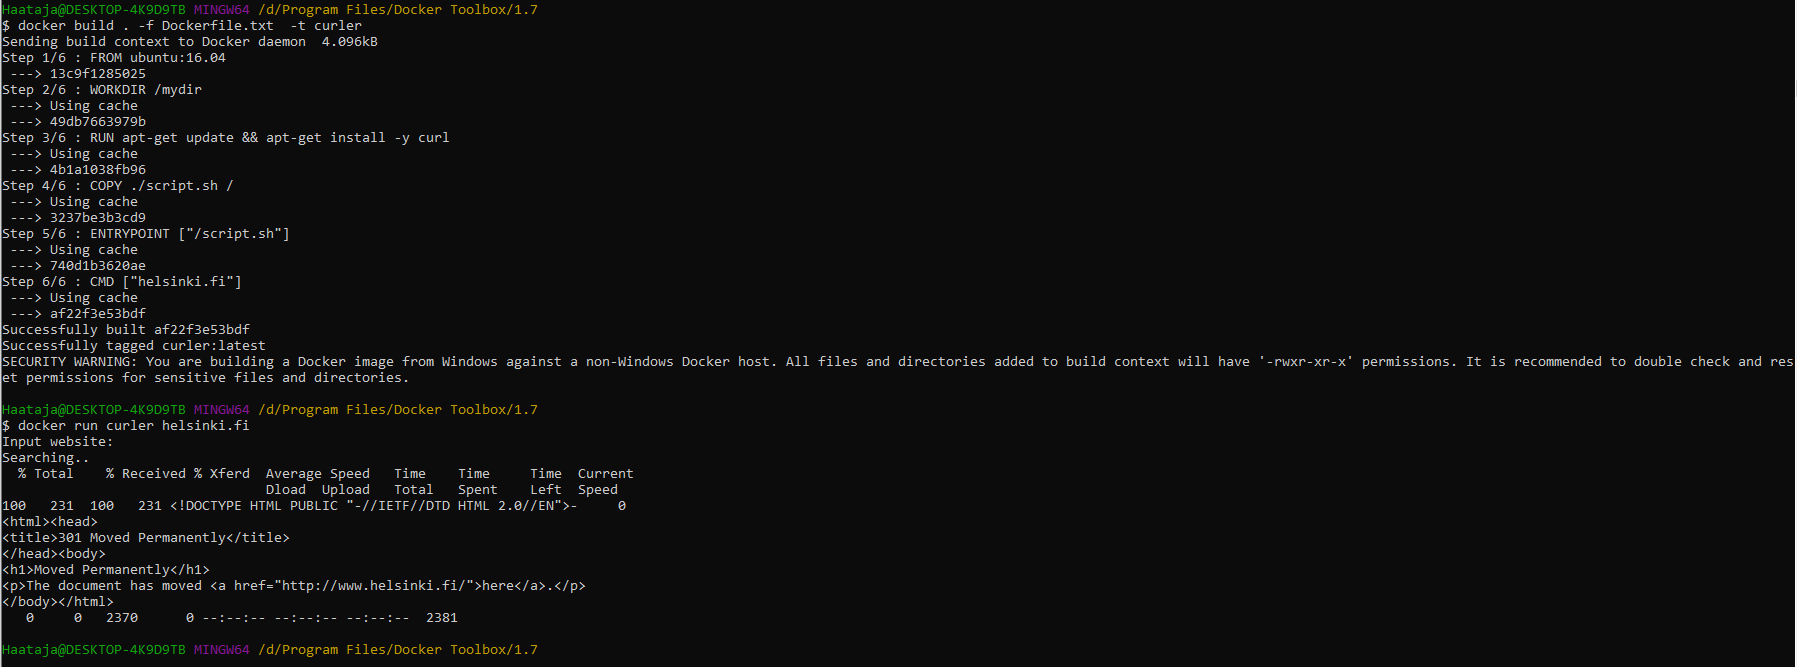 Haataja@DESKTOP-4K9D9TB MINGW64 /d/Program Files/Docker Toolbox/1.7
$ docker build . -f Dockerfile.txt  -t curler
Sending build context to Docker daemon  4.096kB
Step 1/6 : FROM ubuntu:16.04
 ---> 13c9f1285025
Step 2/6 : WORKDIR /mydir
 ---> Using cache
 ---> 49db7663979b
Step 3/6 : RUN apt-get update && apt-get install -y curl
 ---> Using cache
 ---> 4b1a1038fb96
Step 4/6 : COPY ./script.sh /
 ---> Using cache
 ---> 3237be3b3cd9
Step 5/6 : ENTRYPOINT ["/script.sh"]
 ---> Using cache
 ---> 740d1b3620ae
Step 6/6 : CMD ["helsinki.fi"]
 ---> Using cache
 ---> af22f3e53bdf
Successfully built af22f3e53bdf
Successfully tagged curler:latest
SECURITY WARNING: You are building a Docker image from Windows against a non-Windows Docker host. All files and directories added to build context will have '-rwxr-xr-x' permissions. It is recommended to double check and res
et permissions for sensitive files and directories.
Haataja@DESKTOP-4K9D9TB MINGW64 /d/Program Files/Docker Toolbox/1.7
$ docker run curler helsinki.fi
Input website:
Searching..
  % Total    % Received % Xferd  Average Speed   Time    Time     Time  Current
                                 Dload  Upload   Total   Spent    Left  Speed
100   231  100   231 <!DOCTYPE HTML PUBLIC "-//IETF//DTD HTML 2.0//EN">-     0
<html><head>
<title>301 Moved Permanently</title>
</head><body>
<h1>Moved Permanently</h1>
<p>The document has moved <a href="http://www.helsinki.fi/">here</a>.</p>
</body></html>
   0     0   2370      0 --:--:-- --:--:-- --:--:--  2381
Haataja@DESKTOP-4K9D9TB MINGW64 /d/Program Files/Docker Toolbox/1.7